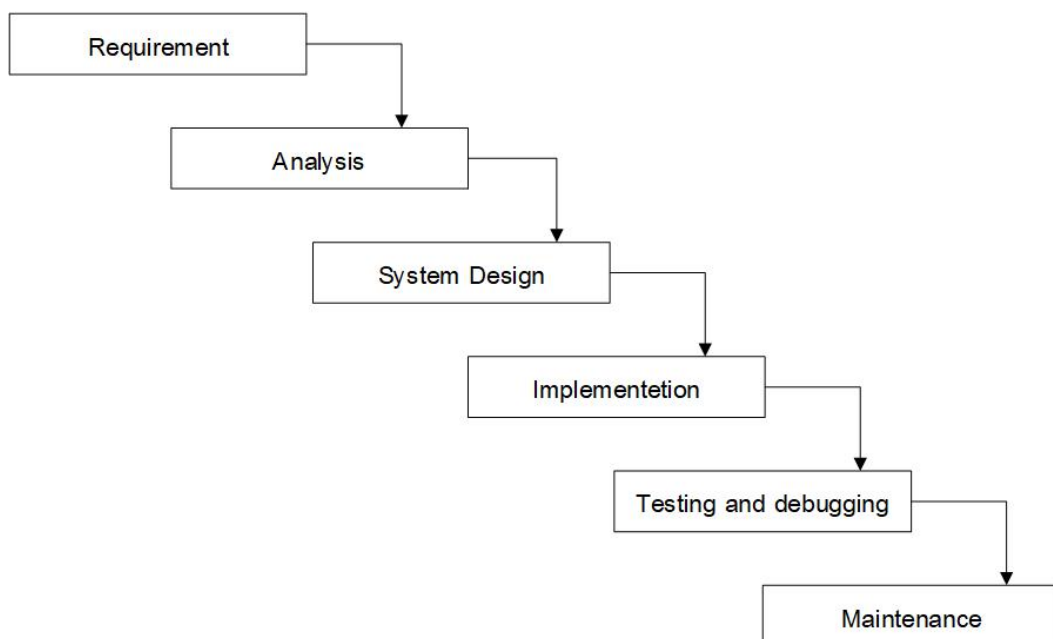 Requirement
Analysis
System Design
Implementetion
Testing and debugging
Maintenance